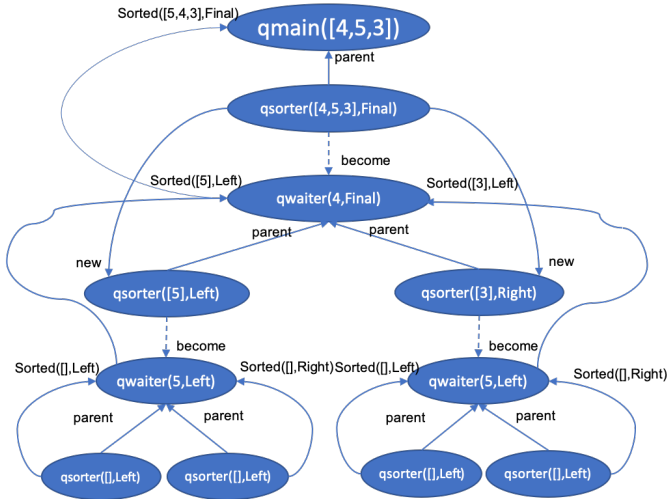 Sorted([5,4,3],Final)
qmain([4,5,3])
parent
qsorter([4,5,3],Final)
become
Sorted([5],Left)
Sorted([3],Left)
qwaiter(4,Final)
parent
parent
new
new
qsorter([5],Left)
qsorter([3],Right)
become
become
Sorted([],Left)
Sorted([],Right)
Sorted([],Left)
Sorted([],Right)
qwaiter(5,Left)
qwaiter(5,Left)
parent
parent
parent
parent
qsorter([],Left)
qsorter([],Left)
qsorter([],Left)
qsorter([],Left)